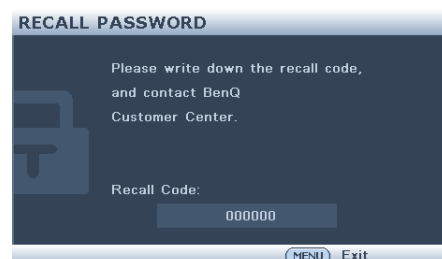 RECALL PASSWORD
Please write down the recall code,
and contact BenQ
Customer Center.
Recall Code:
000000
MENU Exit